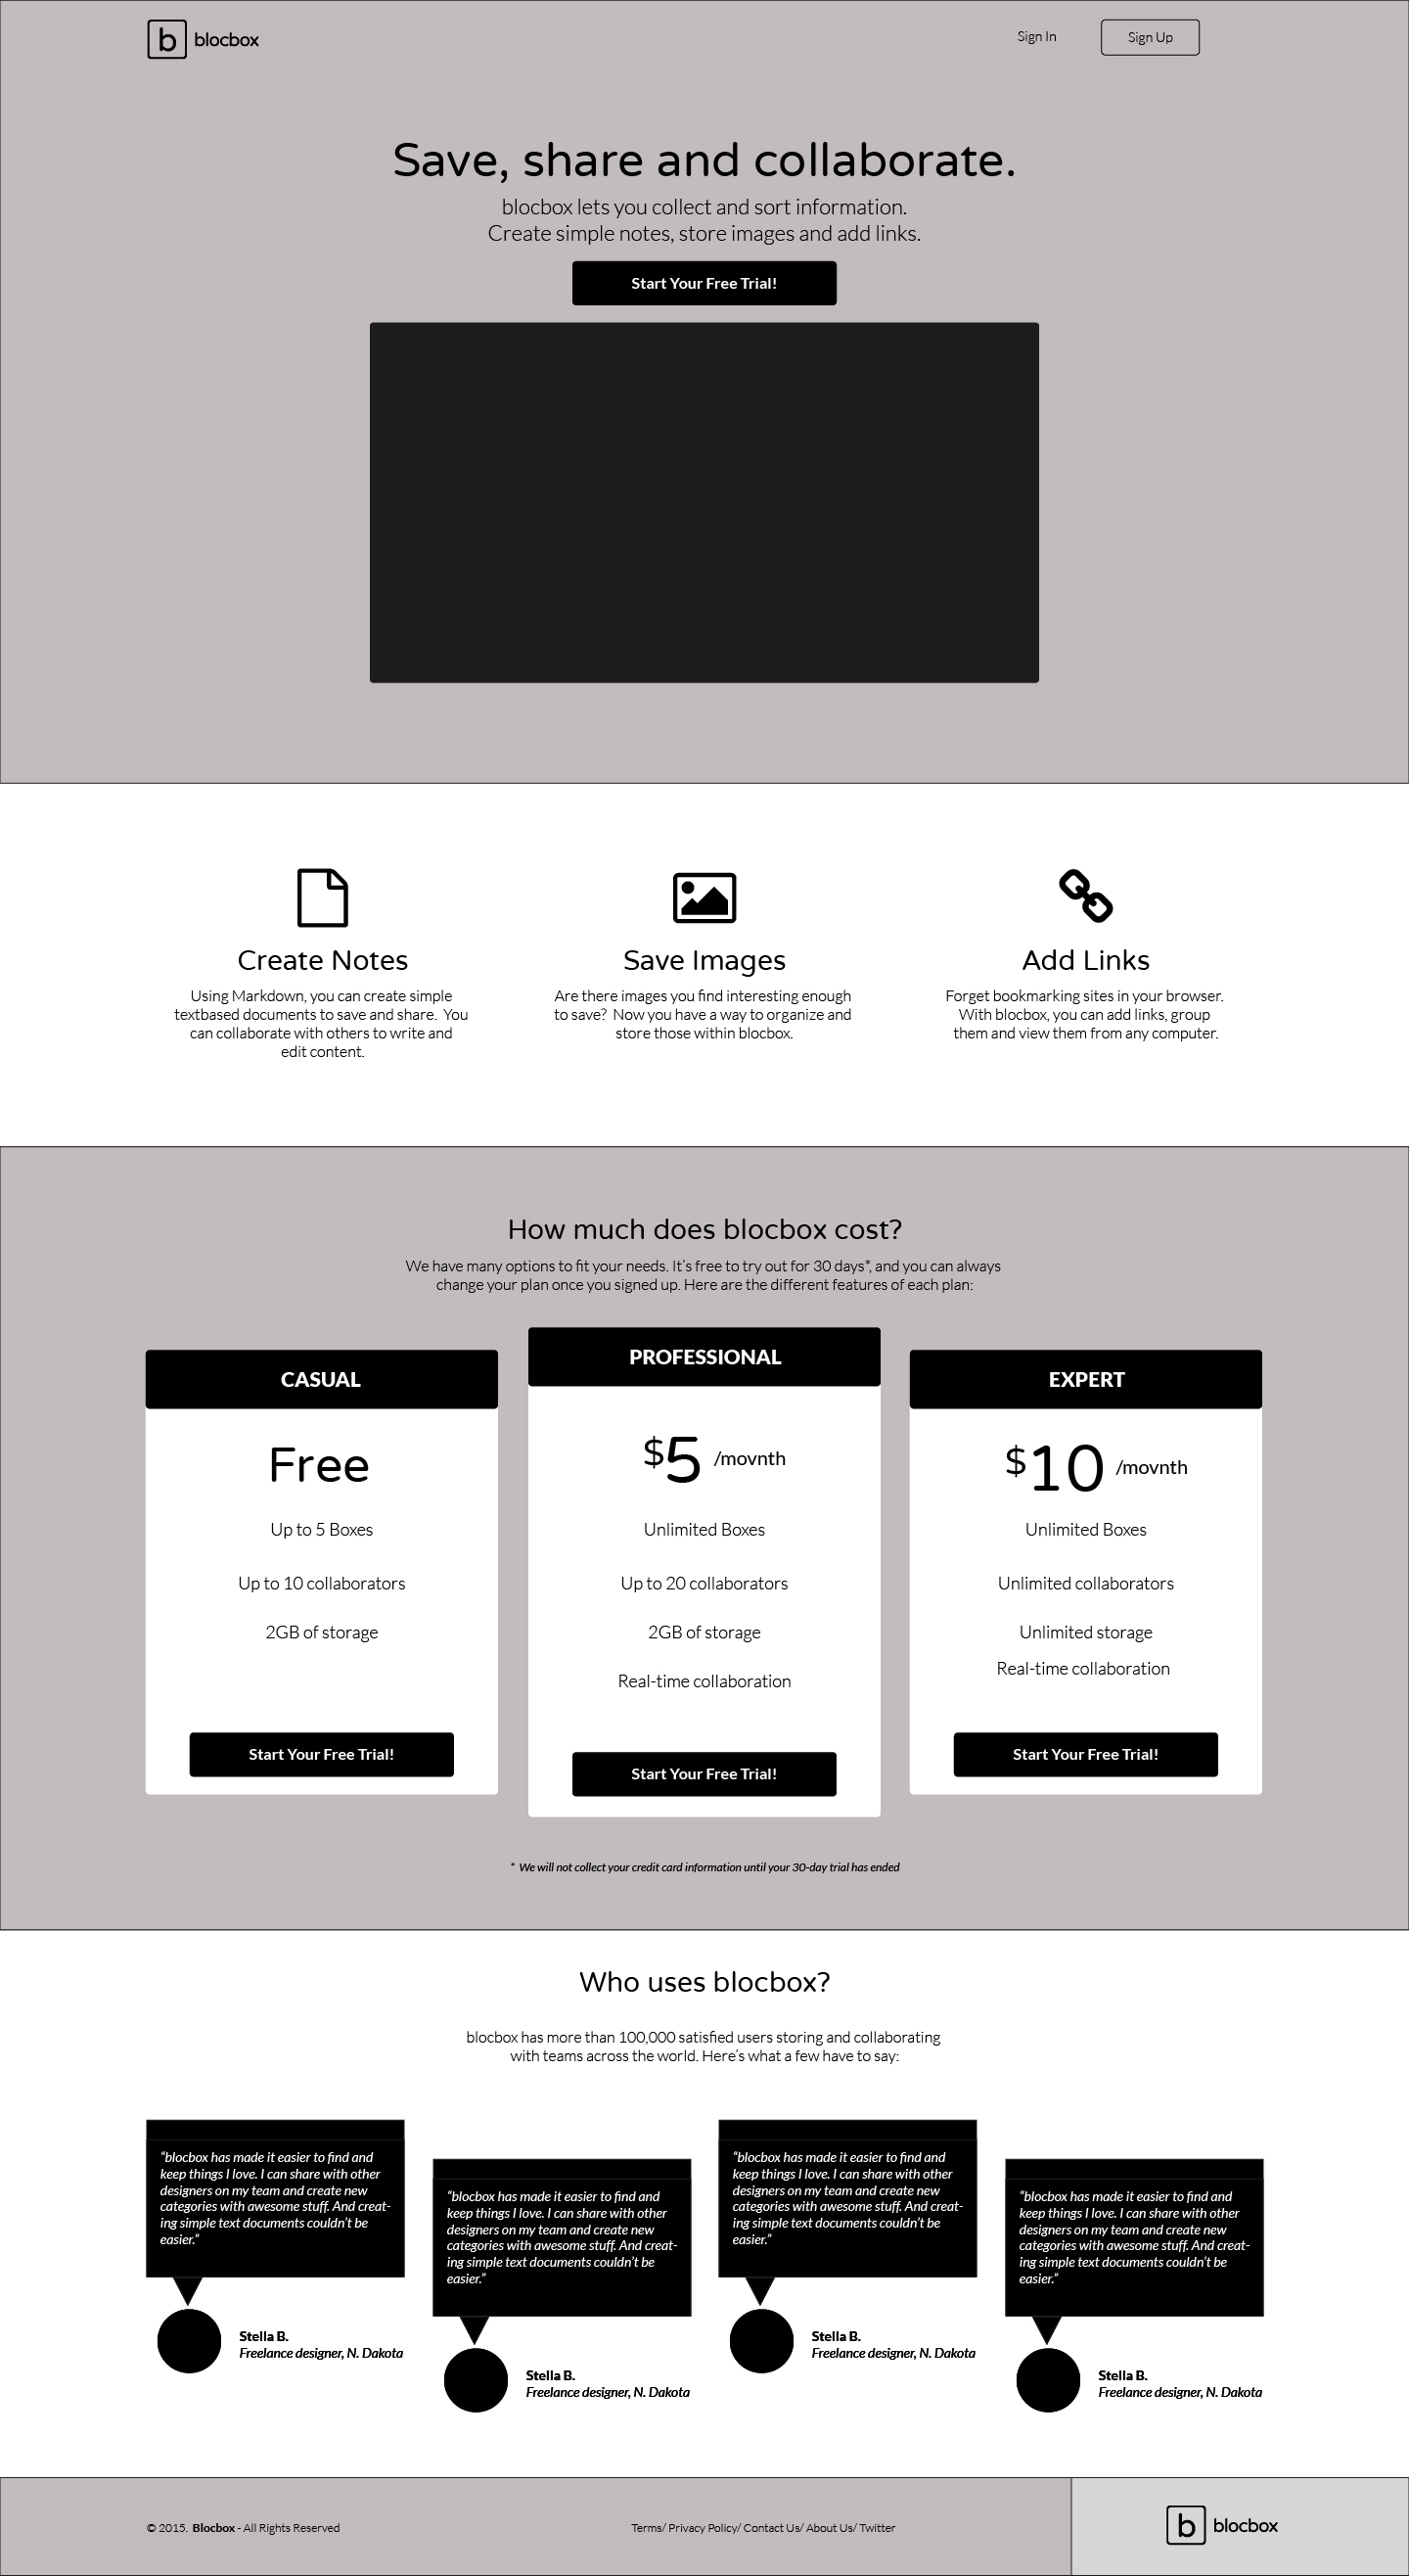 b blocbox
Sign In
Sign Up
Save, share and collaborate.
blocbox lets you collect and sort information.
Create simple notes, store images and add links.
Start Your Free Trial!
Create Notes
Using Markdown, you can create simple
textbased documents to save and share.  You
can collaborate with others to write and
edit content.
Save Images
Are there images you find interesting enough
to save?  Now you have a way to organize and
store those within blocbox.
Add Links
Forget bookmarking sites in your browser.
With blocbox, you can add links, group
them and view them from any computer.
How much does blocbox cost?
We have many options to fit your needs. It's free to try out for 30 days*, and you can always
change your plan once you signed up. Here are the different features of each plan:
CASUAL
Free
Up to 5 Boxes
Up to 10 collaborators
2GB of storage
Start Your Free Trial!
PROFESSIONAL
$5 /movnth
Unlimited Boxes
Up to 20 collaborators
2GB of storage
Real-time collaboration
Start Your Free Trial!
EXPERT
$10 /movnth
Unlimited Boxes
Unlimited collaborators
Unlimited storage
Real-time collaboration
Start Your Free Trial!
*  We will not collect your credit card information until your 30-day trial has ended
Who uses blocbox?
blocbox has more than 100,000 satisfied users storing and collaborating
with teams across the world. Here's what a few have to say:
“blocbox has made it easier to find and
keep things I love. I can share with other
designers on my team and create new
categories with awesome stuff. And creat-
ing simple text documents couldn't be
easier.”
Stella B.
Freelance designer, N. Dakota
“blocbox has made it easier to find and
keep things I love. I can share with other
designers on my team and create new
categories with awesome stuff. And creat-
ing simple text documents couldn't be
easier.”
Stella B.
Freelance designer, N. Dakota
“blocbox has made it easier to find and
keep things I love. I can share with other
designers on my team and create new
categories with awesome stuff. And creat-
ing simple text documents couldn't be
easier.”
Stella B.
Freelance designer, N. Dakota
“blocbox has made it easier to find and
keep things I love. I can share with other
designers on my team and create new
categories with awesome stuff. And creat-
ing simple text documents couldn't be
easier.”
Stella B.
Freelance designer, N. Dakota
© 2015.  Blocbox - All Rights Reserved
Terms/ Privacy Policy/ Contact Us/ About Us/ Twitter
b blocbox